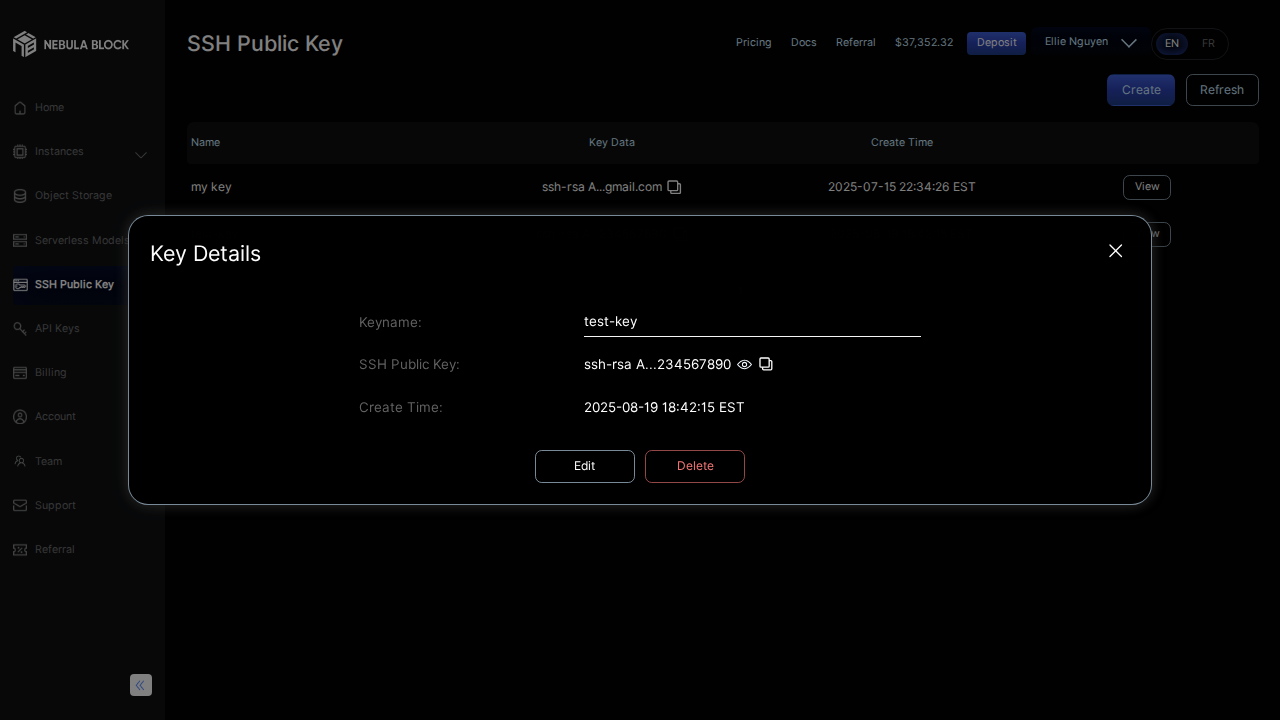 NEBULA BLOCK
SSH Public Key
Pricing
Docs
Referral
$37,352.32
Deposit
Ellie Nguyen
EN
FR
Create
Refresh
Home
Instances
Object Storage
Serverless Models
SSH Public Key
API Keys
Billing
Account
Team
Support
Referral
Name
Key Data
Create Time
my key
ssh-rsa A...gmail.com
2025-07-15 22:34:26 EST
View
Key Details
Keyname:
test-key
SSH Public Key:
ssh-rsa A...234567890
Create Time:
2025-08-19 18:42:15 EST
Edit
Delete